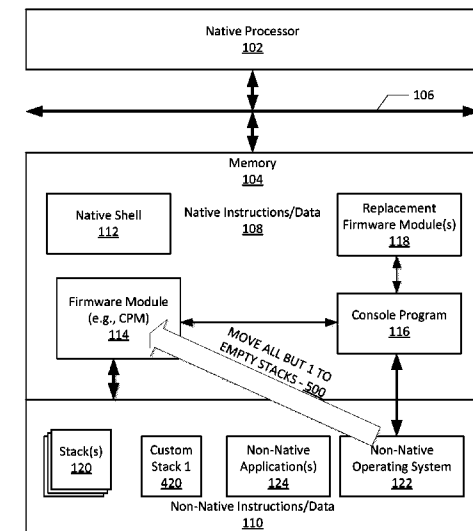 Native Processor
102
106
Memory
104
Native Shell
112
Native Instructions/Data
108
Replacement
Firmware Module(s)
118
Firmware Module
(e.g., CPM)
114
Console Program
116
MOVE ALL BUT 1 TO
EMPTY STACKS - 500
Stack(s)
120
Custom
Stack 1
420
Non-Native
Application(s)
124
Non-Native
Operating System
122
Non-Native Instructions/Data
110